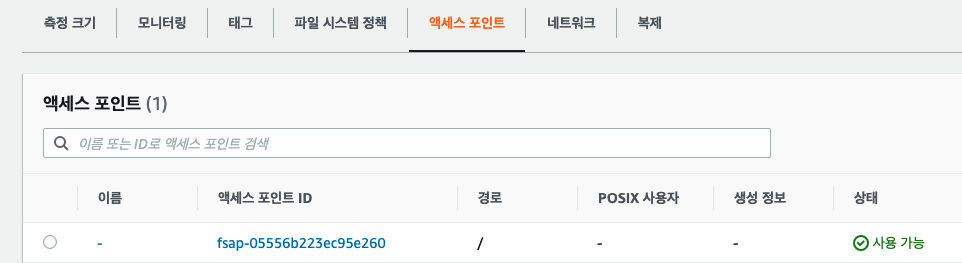 측정 크기 모니터링 태그 파일 시스템 정책 액세스 포인트 네트워크 복제
액세스 포인트 (1)
이름 또는 ID로 액세스 포인트 검색
이름 액세스 포인트 ID 경로 POSIX 사용자 생성 정보 상태
- fsap-05556b223ec95e260 / - - 사용 가능